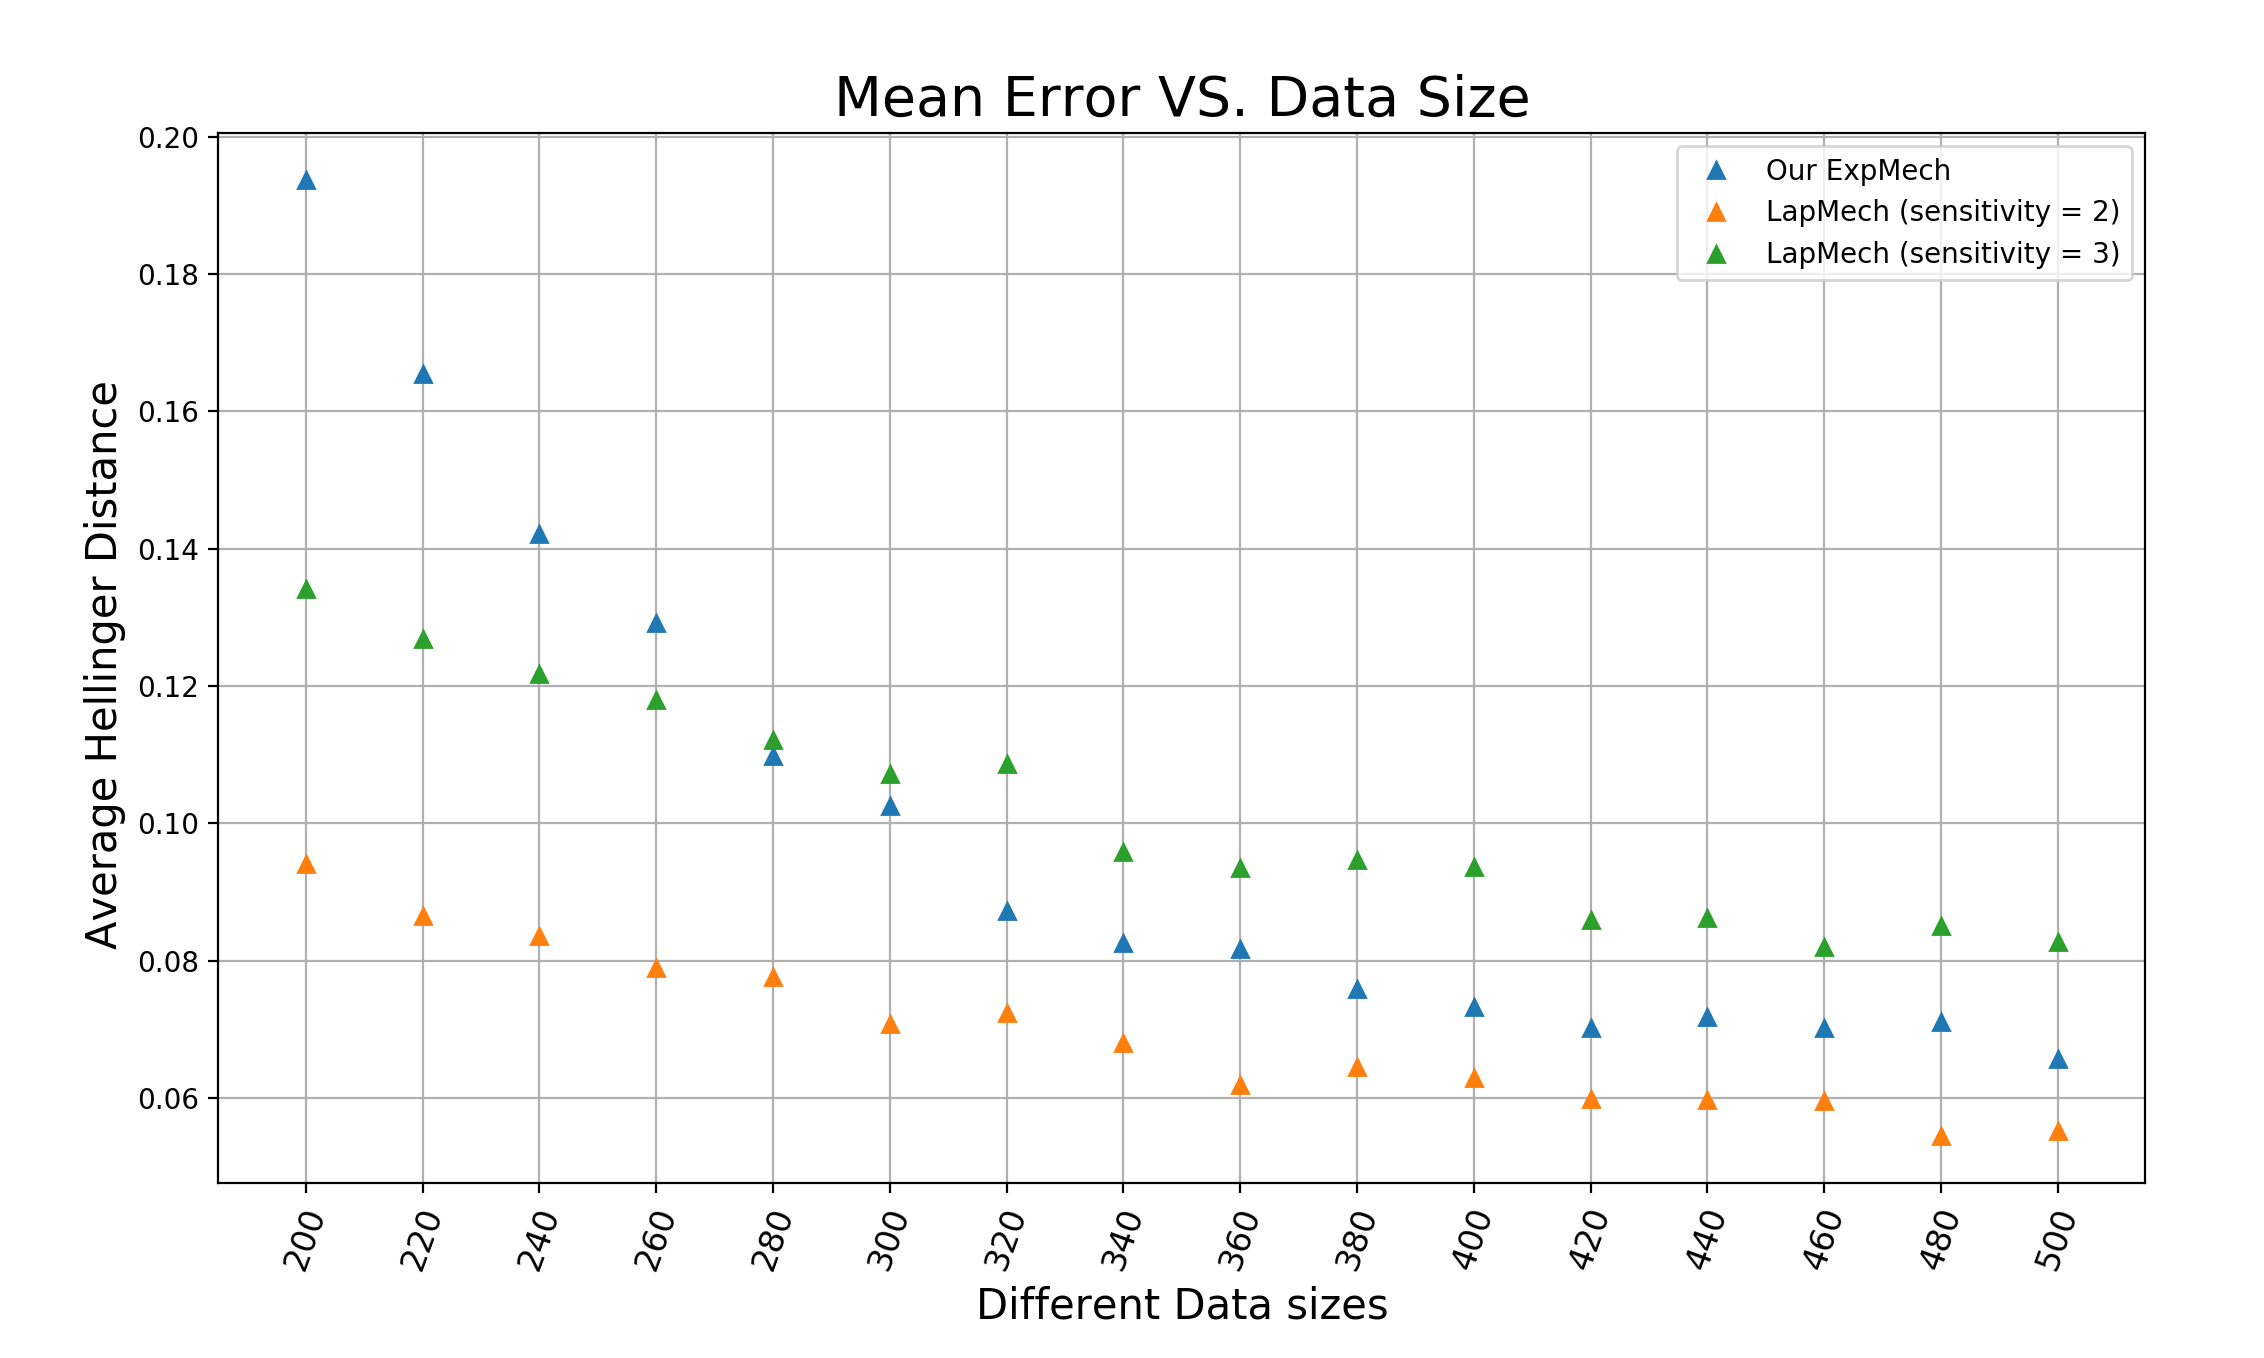 Mean Error VS. Data Size
Our ExpMech
LapMech (sensitivity = 2)
LapMech (sensitivity = 3)
Average Hellinger Distance
0.20
0.18
0.16
0.14
0.12
0.10
0.08
0.06
200 220 240 260 280 300 320 340 360 380 400 420 440 460 480 500
Different Data sizes